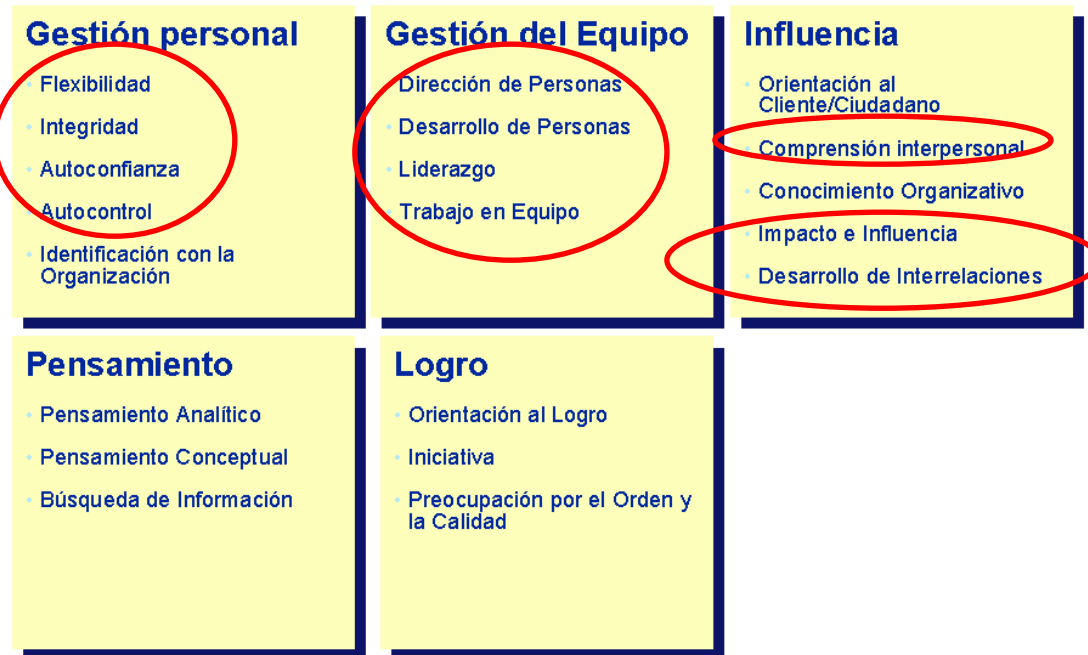 Gestión personal
Flexibilidad
Integridad
Autoconfianza
Autocontrol
Identificación con la
Organización
Gestión del Equipo
Dirección de Personas
Desarrollo de Personas
Liderazgo
Trabajo en Equipo
Influencia
Orientación al
Cliente/Ciudadano
Comprensión interpersonal
Conocimiento Organizativo
Impacto e Influencia
Desarrollo de Interrelaciones
Pensamiento
Pensamiento Analítico
Pensamiento Conceptual
Búsqueda de Información
Logro
Orientación al Logro
Iniciativa
Preocupación por el Orden y
la Calidad